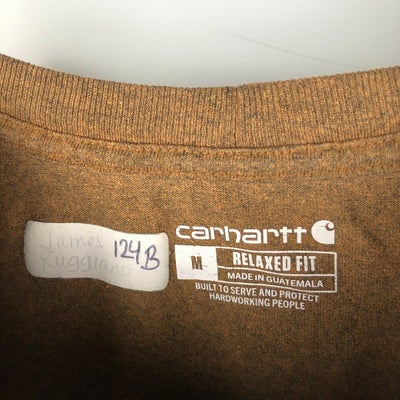 James
Ruggiano
124B
carhartt
M
RELAXED FIT
MADE IN GUATEMALA
BUILT TO SERVE AND PROTECT
HARDWORKING PEOPLE